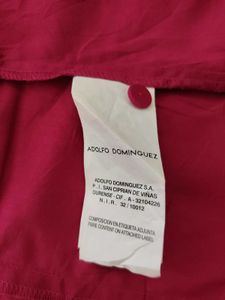 ADOLFO DOMINGUEZ
ADOLFO DOMINGUEZ S.A.
P. I. SAN CIPRIAN DE VIÑAS
OURENSE - CIF. A - 32104226
N.I.R. 32 / 10012
COMPOSICION EN ETIQUETA ADJUNTA
FIBRE CONTENT ON ATTACHED LABEL